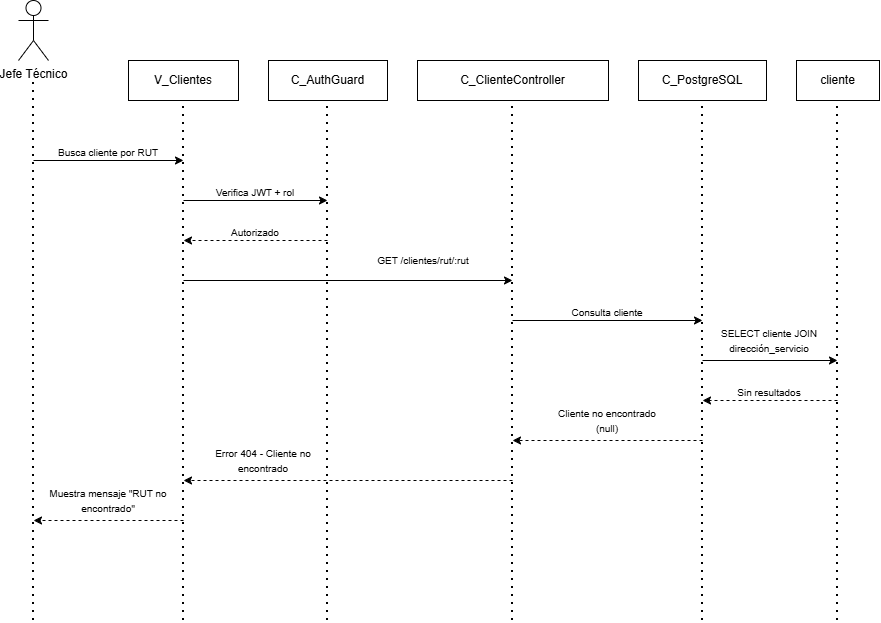 Jefe Técnico
V_Clientes
C_AuthGuard
C_ClienteController
C_PostgreSQL
cliente
Busca cliente por RUT
Verifica JWT + rol
Autorizado
GET /clientes/rut/:rut
Consulta cliente
SELECT cliente JOIN
dirección_servicio
Sin resultados
Cliente no encontrado
(null)
Error 404 - Cliente no
encontrado
Muestra mensaje "RUT no
encontrado"